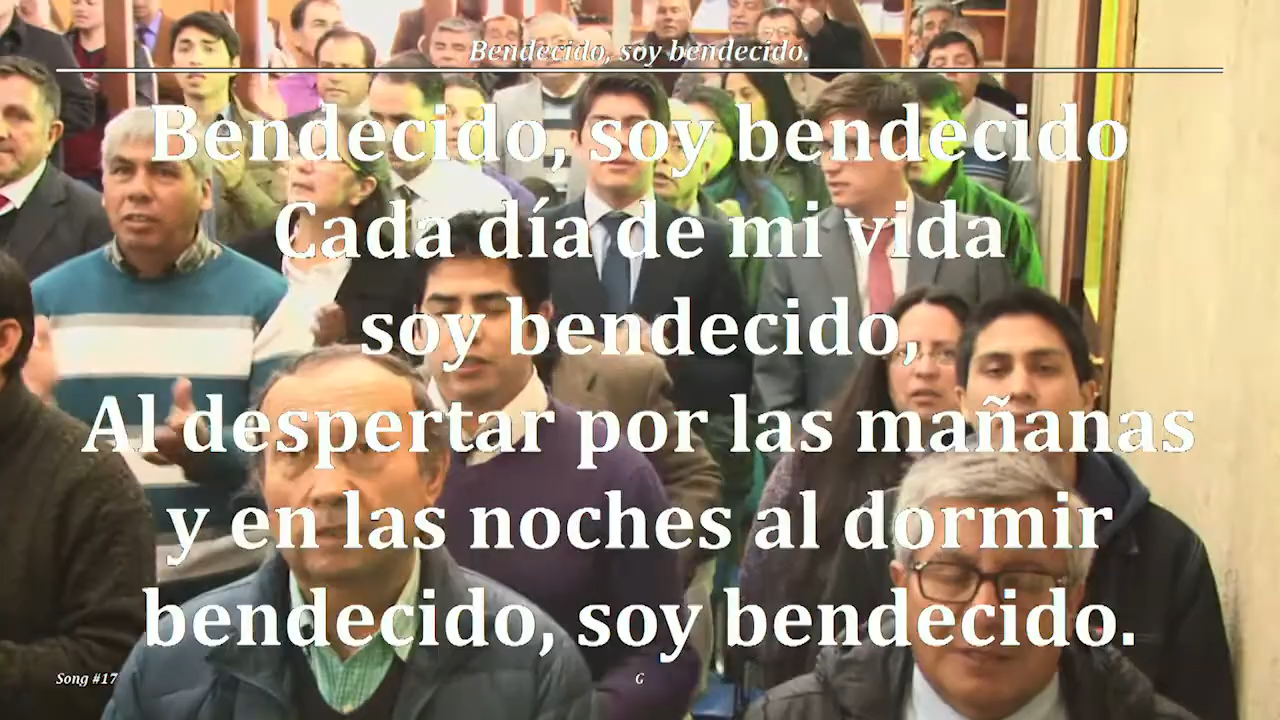 Bendecido, soy bendecido.
Bendecido, soy bendecido
Cada día de mi vida
soy bendecido,
Al despertar por las mañanas
y en las noches al dormir
bendecido, soy bendecido.
Song #17
G